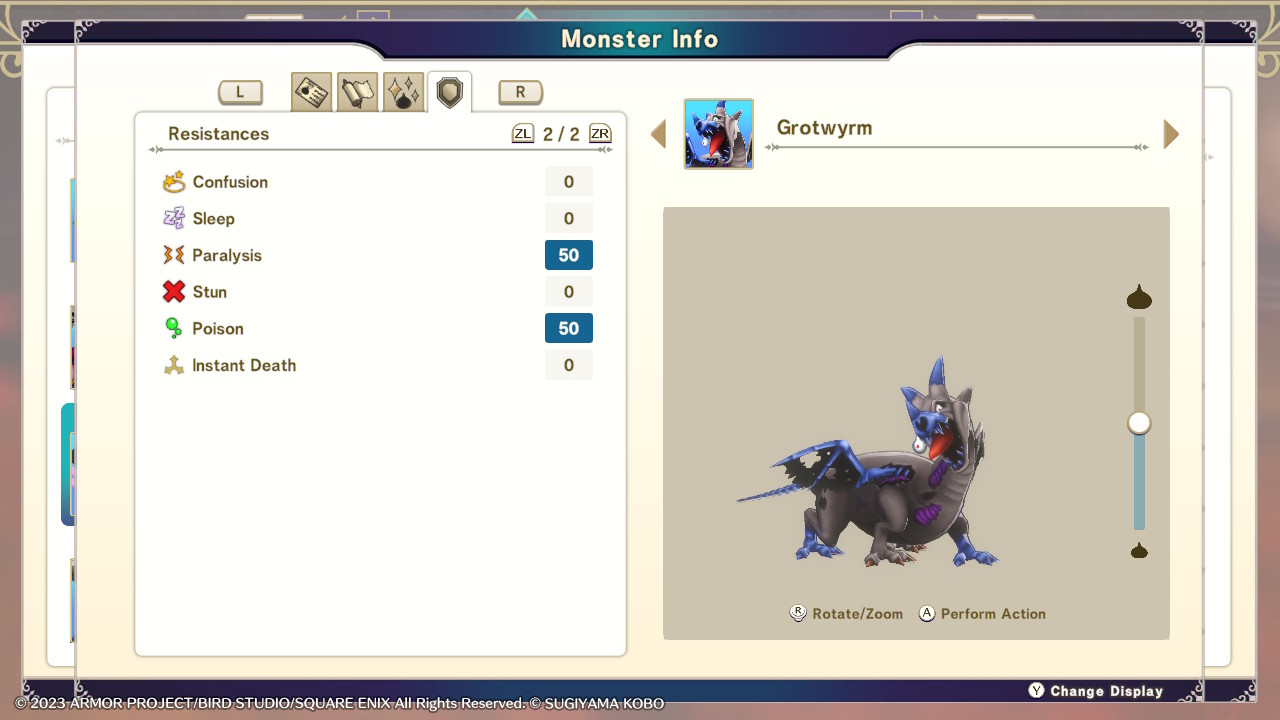 Monster Info
L
R
Resistances
ZL 2 / 2 ZR
Confusion 0
Sleep 0
Paralysis 50
Stun 0
Poison 50
Instant Death 0
Grotwyrm
R Rotate/Zoom A Perform Action
Y Change Display
© 2023 ARMOR PROJECT/BIRD STUDIO/SQUARE ENIX All Rights Reserved. © SUGIYAMA KOBO